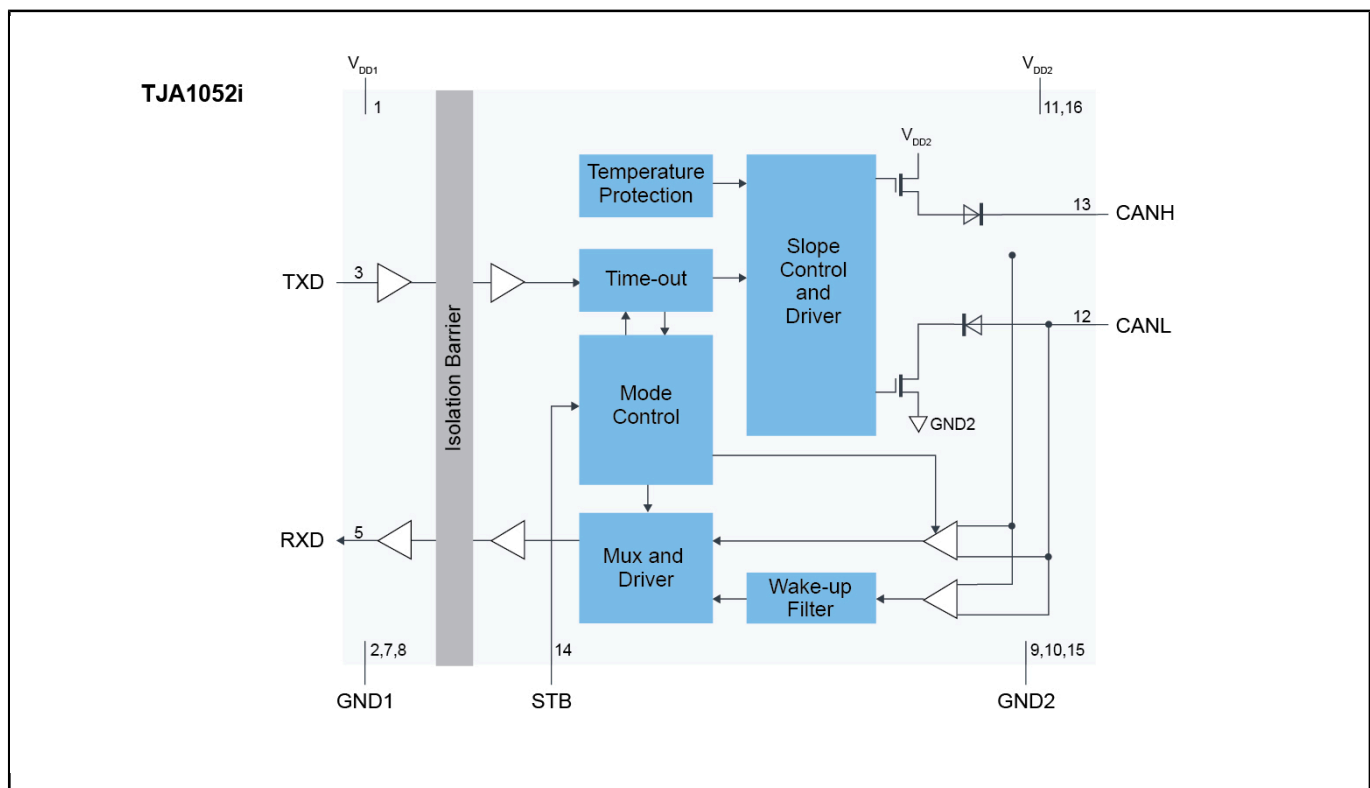 TJA1052i
VDD1
1
VDD2
11,16
Temperature
Protection
VDD2
13
CANH
Slope
Control
and
Driver
TXD
3
Time-out
12
CANL
Isolation Barrier
Mode
Control
GND2
RXD
5
Mux and
Driver
Wake-up
Filter
2,7,8
14
9,10,15
GND1
STB
GND2